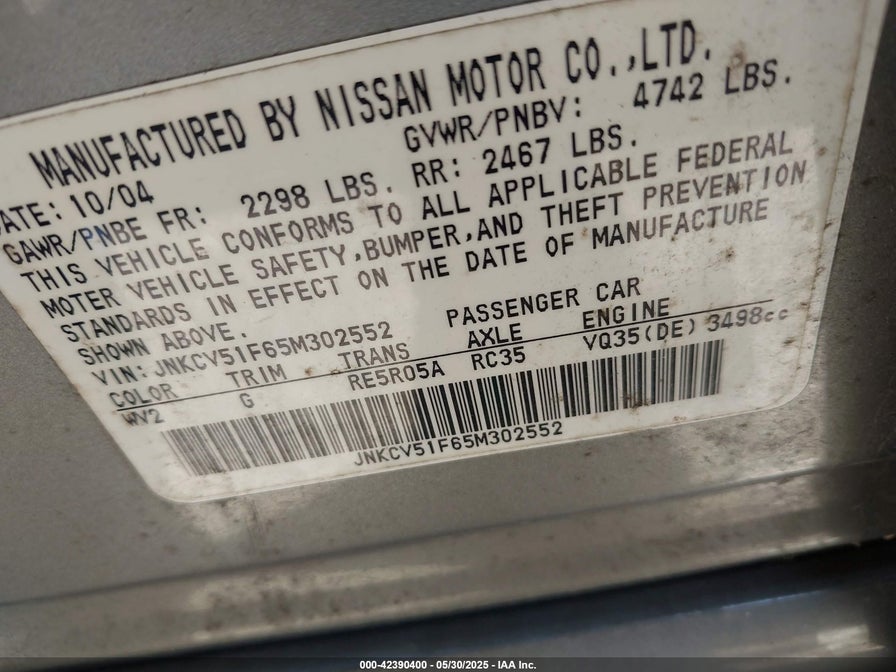 MANUFACTURED BY NISSAN MOTOR CO.,LTD.
ATE: 10/04 GVWR/PNBV: 4742 LBS.
GAWR/PNBE FR: 2298 LBS. RR: 2467 LBS.
THIS VEHICLE CONFORMS TO ALL APPLICABLE FEDERAL
MOTOR VEHICLE SAFETY,BUMPER,AND THEFT PREVENTION
STANDARDS IN EFFECT ON THE DATE OF MANUFACTURE
SHOWN ABOVE.
VIN: JNKCV51F65M302552 PASSENGER CAR
COLOR TRIM TRANS AXLE ENGINE
WV2 G RE5R05A RC35 VQ35(DE) 3498cc
JNKCV51F65M302552
000-42390400 - 05/30/2025 - IAA Inc.